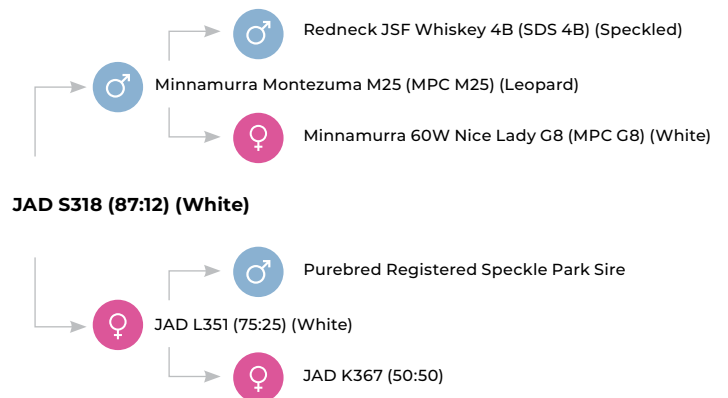 Redneck JSF Whiskey 4B (SDS 4B) (Speckled)
Minnamurra Montezuma M25 (MPC M25) (Leopard)
Minnamurra 60W Nice Lady G8 (MPC G8) (White)
JAD S318 (87:12) (White)
Purebred Registered Speckle Park Sire
JAD L351 (75:25) (White)
JAD K367 (50:50)